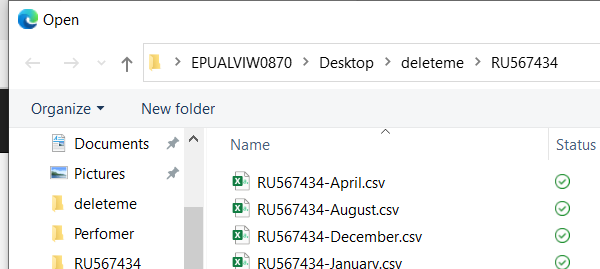 Open
EPUALVIW0870 > Desktop > deleteme > RU567434
Organize New folder
Documents
Pictures
deleteme
Perfomer
RU567434
Name Status
RU567434-April.csv
RU567434-August.csv
RU567434-December.csv
RU567434-January.csv